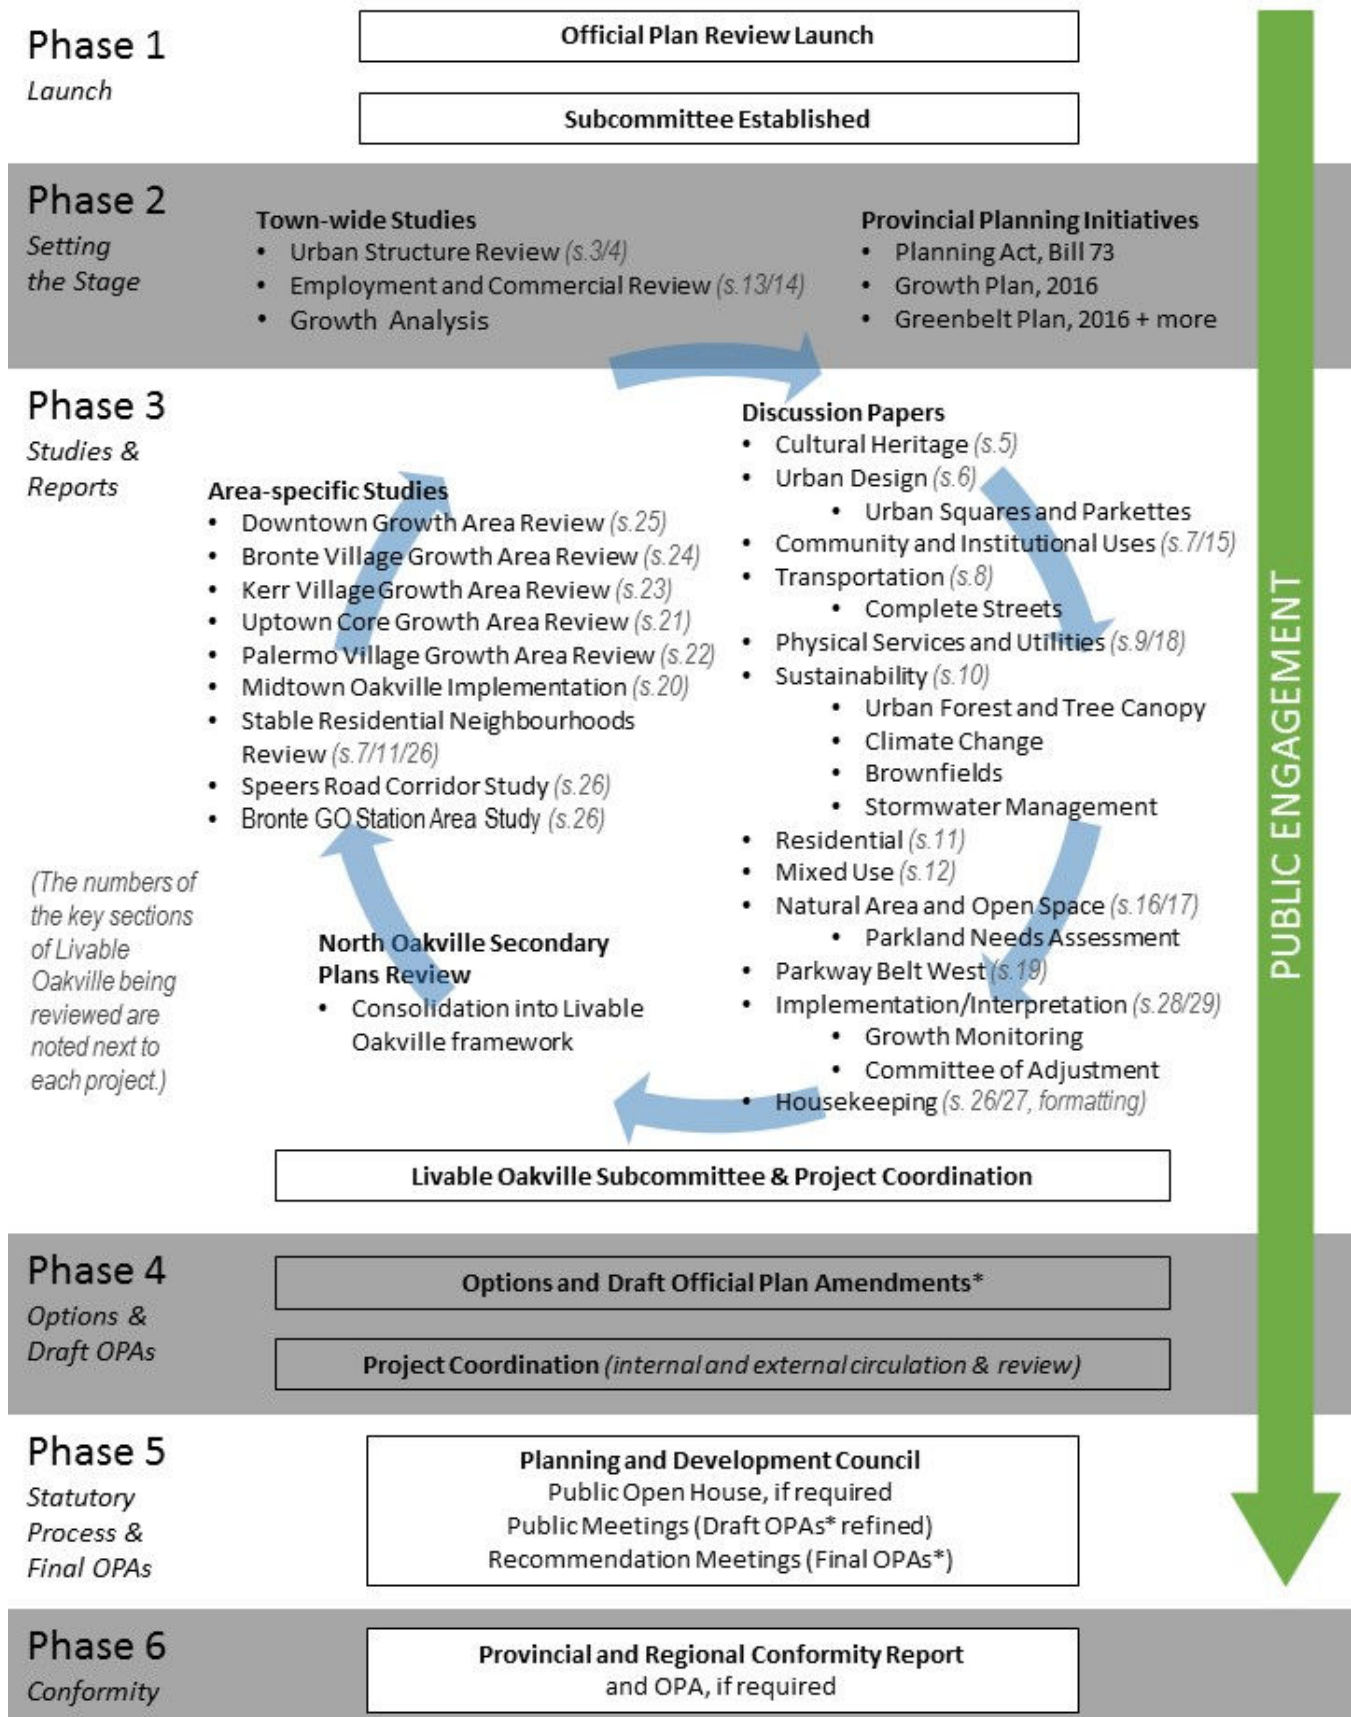 Phase 1
Launch
Official Plan Review Launch
Subcommittee Established
Phase 2
Setting
the Stage
Town-wide Studies
• Urban Structure Review (s.3/4)
• Employment and Commercial Review (s.13/14)
• Growth Analysis
Provincial Planning Initiatives
• Planning Act, Bill 73
• Growth Plan, 2016
• Greenbelt Plan, 2016 + more
Phase 3
Studies &
Reports
Area-specific Studies
• Downtown Growth Area Review (s.25)
• Bronte Village Growth Area Review (s.24)
• Kerr Village Growth Area Review (s.23)
• Uptown Core Growth Area Review (s.21)
• Palermo Village Growth Area Review (s.22)
• Midtown Oakville Implementation (s.20)
• Stable Residential Neighbourhoods
Review (s.7/11/26)
• Speers Road Corridor Study (s.26)
• Bronte GO Station Area Study (s.26)
Discussion Papers
• Cultural Heritage (s.5)
• Urban Design (s.6)
• Urban Squares and Parkettes
• Community and Institutional Uses (s.7/15)
• Transportation (s.8)
• Complete Streets
• Physical Services and Utilities (s.9/18)
• Sustainability (s.10)
• Urban Forest and Tree Canopy
• Climate Change
• Brownfields
• Stormwater Management
• Residential (s.11)
• Mixed Use (s.12)
• Natural Area and Open Space (s.16/17)
• Parkland Needs Assessment
• Parkway Belt West (s.19)
• Implementation/Interpretation (s.28/29)
• Growth Monitoring
• Committee of Adjustment
• Housekeeping (s. 26/27, formatting)
(The numbers of
the key sections
of Livable
Oakville being
reviewed are
noted next to
each project.)
North Oakville Secondary
Plans Review
• Consolidation into Livable
Oakville framework
Livable Oakville Subcommittee & Project Coordination
Phase 4
Options &
Draft OPAs
Options and Draft Official Plan Amendments*
Project Coordination (internal and external circulation & review)
Phase 5
Statutory
Process &
Final OPAs
Planning and Development Council
Public Open House, if required
Public Meetings (Draft OPAs* refined)
Recommendation Meetings (Final OPAs*)
Phase 6
Conformity
Provincial and Regional Conformity Report
and OPA, if required
PUBLIC ENGAGEMENT